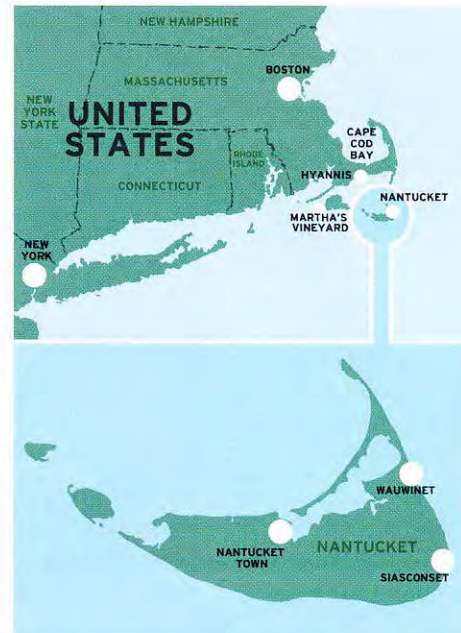 NEW HAMPSHIRE
BOSTON
MASSACHUSETTS
NEW
YORK
STATE
UNITED
STATES
CAPE
COD
BAY
RHODE
ISLAND
HYANNIS
CONNECTICUT
NANTUCKET
MARTHA'S
VINEYARD
NEW
YORK
WAUWINET
NANTUCKET
TOWN
NANTUCKET
SIASCONSET